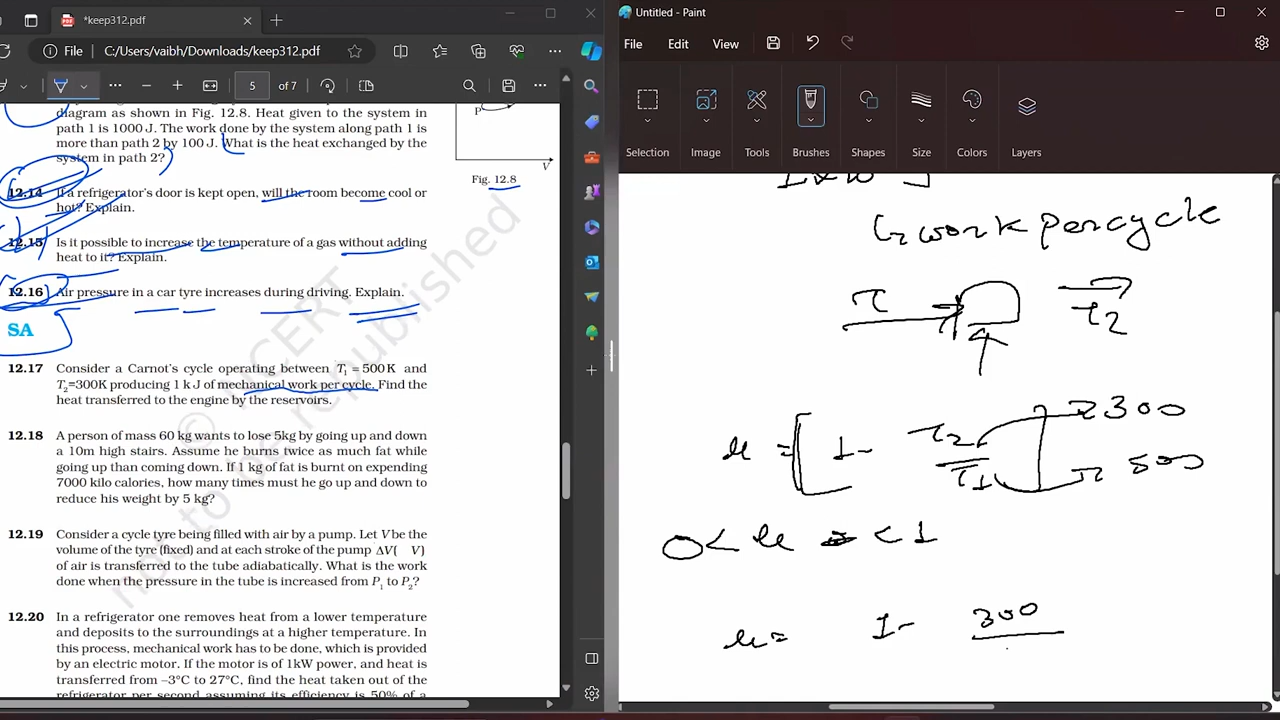 *keep312.pdf
File C:/Users/vaibh/Downloads/keep312.pdf
5 of 7
diagram as shown in Fig. 12.8. Heat given to the system in
path 1 is 1000 J. The work done by the system along path 1 is
more than path 2 by 100 J. What is the heat exchanged by the
system in path 2?
P
V
Fig. 12.8
12.14 If a refrigerator's door is kept open, will the room become cool or
hot? Explain.
12.15 Is it possible to increase the temperature of a gas without adding
heat to it? Explain.
12.16 Air pressure in a car tyre increases during driving. Explain.
SA
12.17 Consider a Carnot's cycle operating between T1 = 500K and
T2=300K producing 1 k J of mechanical work per cycle. Find the
heat transferred to the engine by the reservoirs.
12.18 A person of mass 60 kg wants to lose 5kg by going up and down
a 10m high stairs. Assume he burns twice as much fat while
going up than coming down. If 1 kg of fat is burnt on expending
7000 kilo calories, how many times must he go up and down to
reduce his weight by 5 kg?
12.19 Consider a cycle tyre being filled with air by a pump. Let V be the
volume of the tyre (fixed) and at each stroke of the pump ΔV( V)
of air is transferred to the tube adiabatically. What is the work
done when the pressure in the tube is increased from P1 to P2?
12.20 In a refrigerator one removes heat from a lower temperature
and deposits to the surroundings at a higher temperature. In
this process, mechanical work has to be done, which is provided
by an electric motor. If the motor is of 1kW power, and heat is
transferred from –3°C to 27°C, find the heat taken out of the
refrigerator per second assuming its efficiency is 50% of a
not to be republished
© NCERT
Untitled - Paint
File Edit View
Selection Image Tools Brushes Shapes Size Colors Layers
work per cycle
T2
1- T2 300
T1 500
0< < 1
= 1- 300